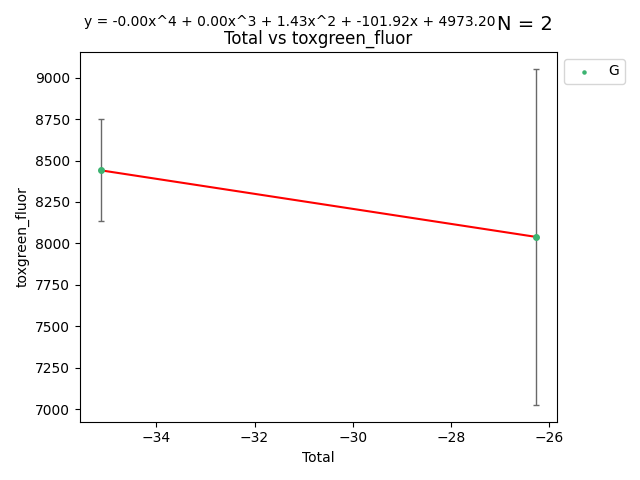 y = -0.00x^4 + 0.00x^3 + 1.43x^2 + -101.92x + 4973.20 N = 2
Total vs toxgreen_fluor
G
toxgreen_fluor
9000
8750
8500
8250
8000
7750
7500
7250
7000
−34 −32 −30 −28 −26
Total